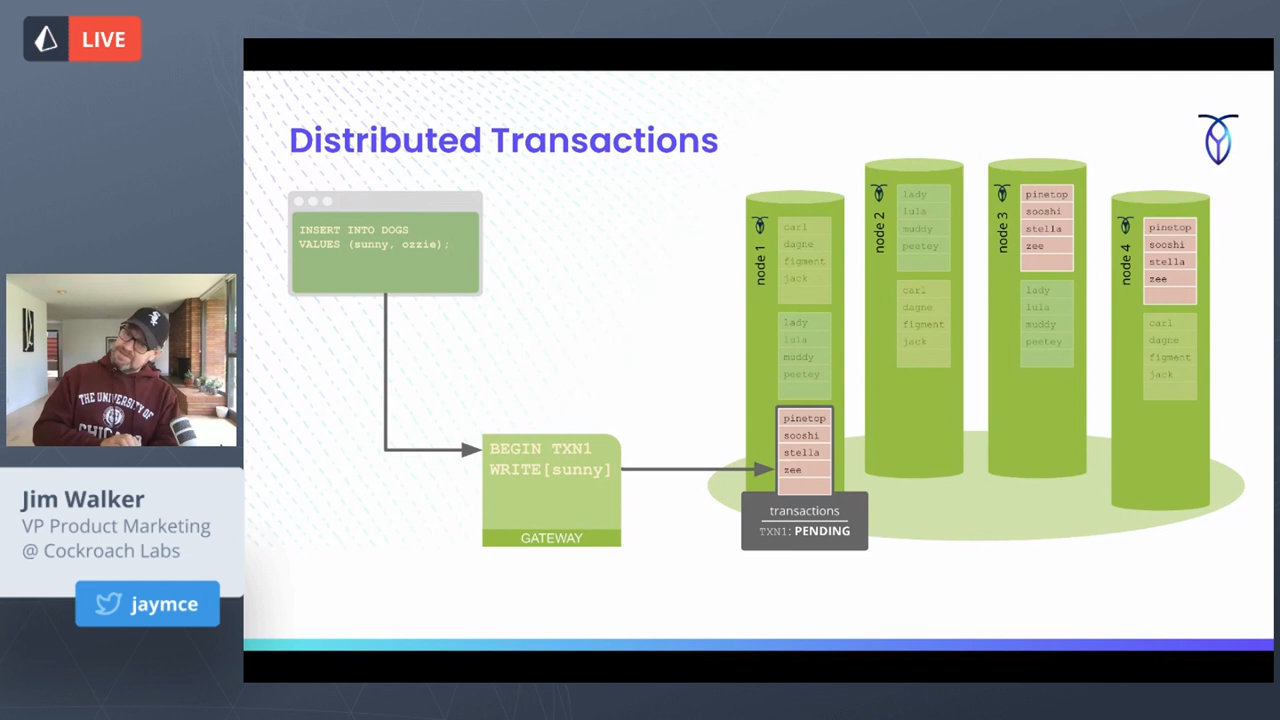 LIVE
Distributed Transactions
INSERT INTO DOGS
VALUES (sunny, ozzie);
BEGIN TXN1
WRITE[sunny]
GATEWAY
node 1
carl
dagne
figment
jack
lady
lula
muddy
peetey
pinetop
sooshi
stella
zee
transactions
TXN1: PENDING
node 2
lady
lula
muddy
peetey
carl
dagne
figment
jack
node 3
pinetop
sooshi
stella
zee
lady
lula
muddy
peetey
node 4
pinetop
sooshi
stella
zee
carl
dagne
figment
jack
THE UNIVERSITY OF
Jim Walker
VP Product Marketing
@ Cockroach Labs
jaymce